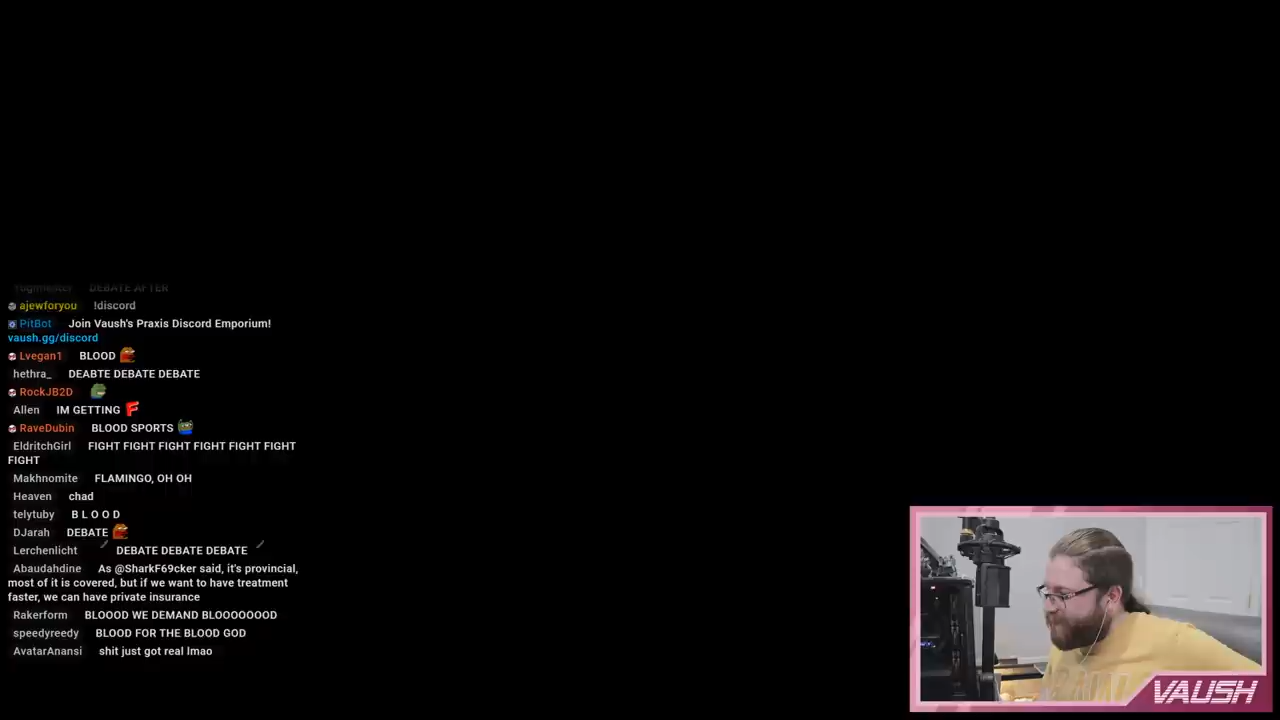 DEBATE AFTER
ajewforyou !discord
PitBot Join Vaush's Praxis Discord Emporium!
vaush.gg/discord
Lvegan1 BLOOD
hethra_ DEABTE DEBATE DEBATE
RockJB2D
Allen IM GETTING F
RaveDubin BLOOD SPORTS
EldritchGirl FIGHT FIGHT FIGHT FIGHT FIGHT FIGHT
FIGHT
Makhnomite FLAMINGO, OH OH
Heaven chad
telytuby B L O O D
DJarah DEBATE
Lerchenlicht DEBATE DEBATE DEBATE
Abaudahdine As @SharkF69cker said, it's provincial,
most of it is covered, but if we want to have treatment
faster, we can have private insurance
Rakerform BLOOOD WE DEMAND BLOOOOOOOD
speedyreedy BLOOD FOR THE BLOOD GOD
AvatarAnansi shit just got real lmao
VAUSH